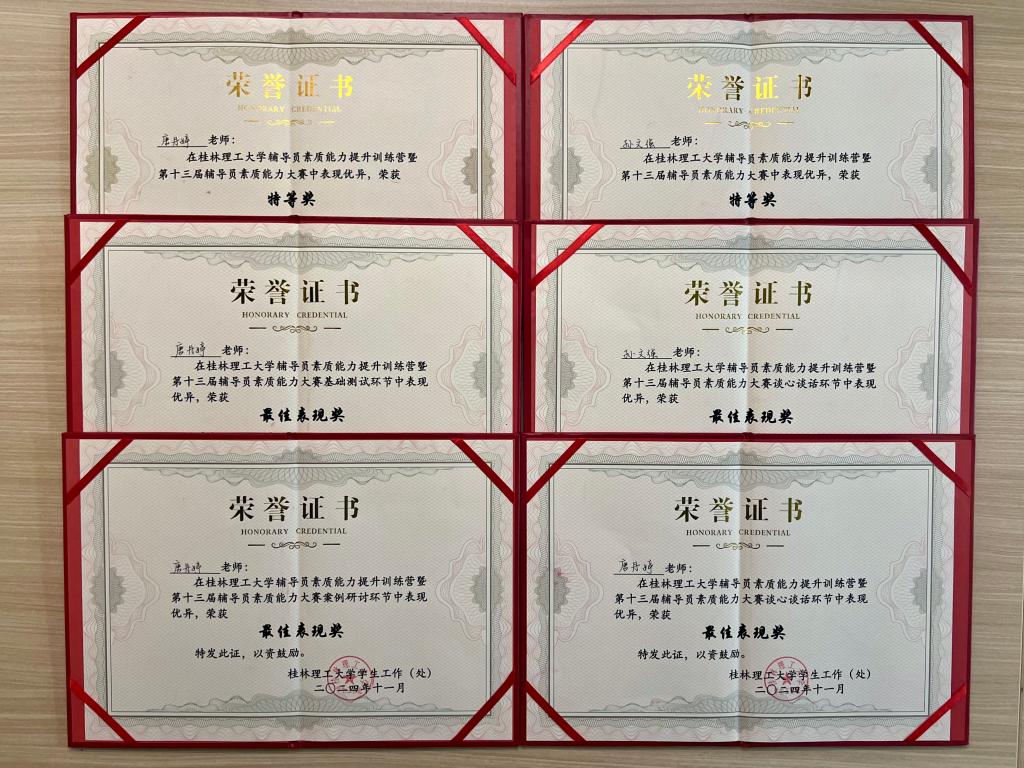 荣誉证书
HONORARY CREDENTIAL
唐丹婷 老师：
在桂林理工大学辅导员素质能力提升训练营暨
第十三届辅导员素质能力大赛中表现优异，荣获
特等奖
荣誉证书
HONORARY CREDENTIAL
孙文强 老师：
在桂林理工大学辅导员素质能力提升训练营暨
第十三届辅导员素质能力大赛中表现优异，荣获
特等奖
荣誉证书
HONORARY CREDENTIAL
唐丹婷 老师：
在桂林理工大学辅导员素质能力提升训练营暨
第十三届辅导员素质能力大赛基础测试环节中表现
优异，荣获
最佳表现奖
荣誉证书
HONORARY CREDENTIAL
孙文强 老师：
在桂林理工大学辅导员素质能力提升训练营暨
第十三届辅导员素质能力大赛谈心谈话环节中表现
优异，荣获
最佳表现奖
荣誉证书
HONORARY CREDENTIAL
唐丹婷 老师：
在桂林理工大学辅导员素质能力提升训练营暨
第十三届辅导员素质能力大赛案例研讨环节中表现
优异，荣获
最佳表现奖
特发此证，以资鼓励。
桂林理工大学学生工作（处）
二〇二四年十一月
荣誉证书
HONORARY CREDENTIAL
唐丹婷 老师：
在桂林理工大学辅导员素质能力提升训练营暨
第十三届辅导员素质能力大赛谈心谈话环节中表现
优异，荣获
最佳表现奖
特发此证，以资鼓励。
桂林理工大学学生工作（处）
二〇二四年十一月